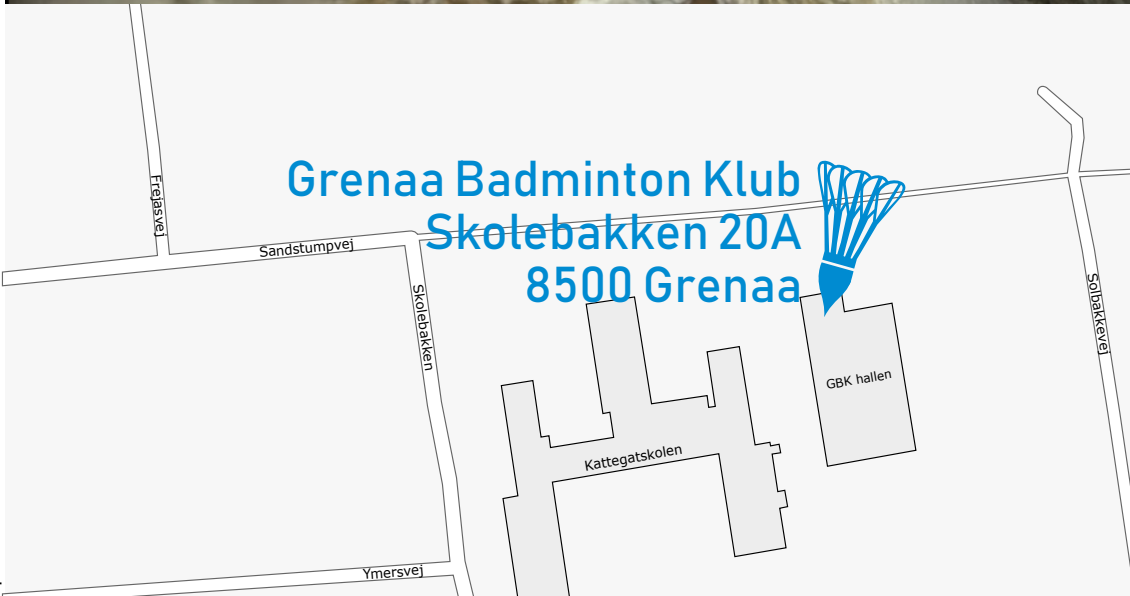 Grenaa Badminton Klub
Skolebakken 20A
8500 Grenaa
Frejasvej
Sandstumpvej
Skolebakken
Solbakkevej
GBK hallen
Kattegatskolen
Ymersvej